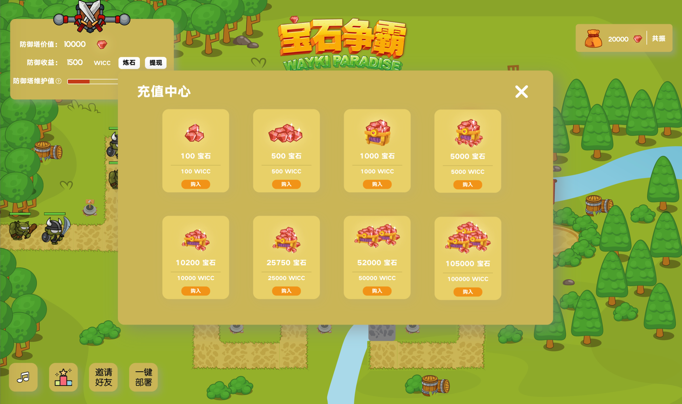 宝石争霸
WAYKI PARADISE
防御塔价值： 10000
防御收益： 1500 WICC 炼石 提现
防御塔维护值
20000 共振
充值中心
100 宝石
100 WICC
购入
500 宝石
500 WICC
购入
1000 宝石
1000 WICC
购入
5000 宝石
5000 WICC
购入
10200 宝石
10000 WICC
购入
25750 宝石
25000 WICC
购入
52000 宝石
50000 WICC
购入
105000 宝石
100000 WICC
购入
邀请
好友
一键
部署